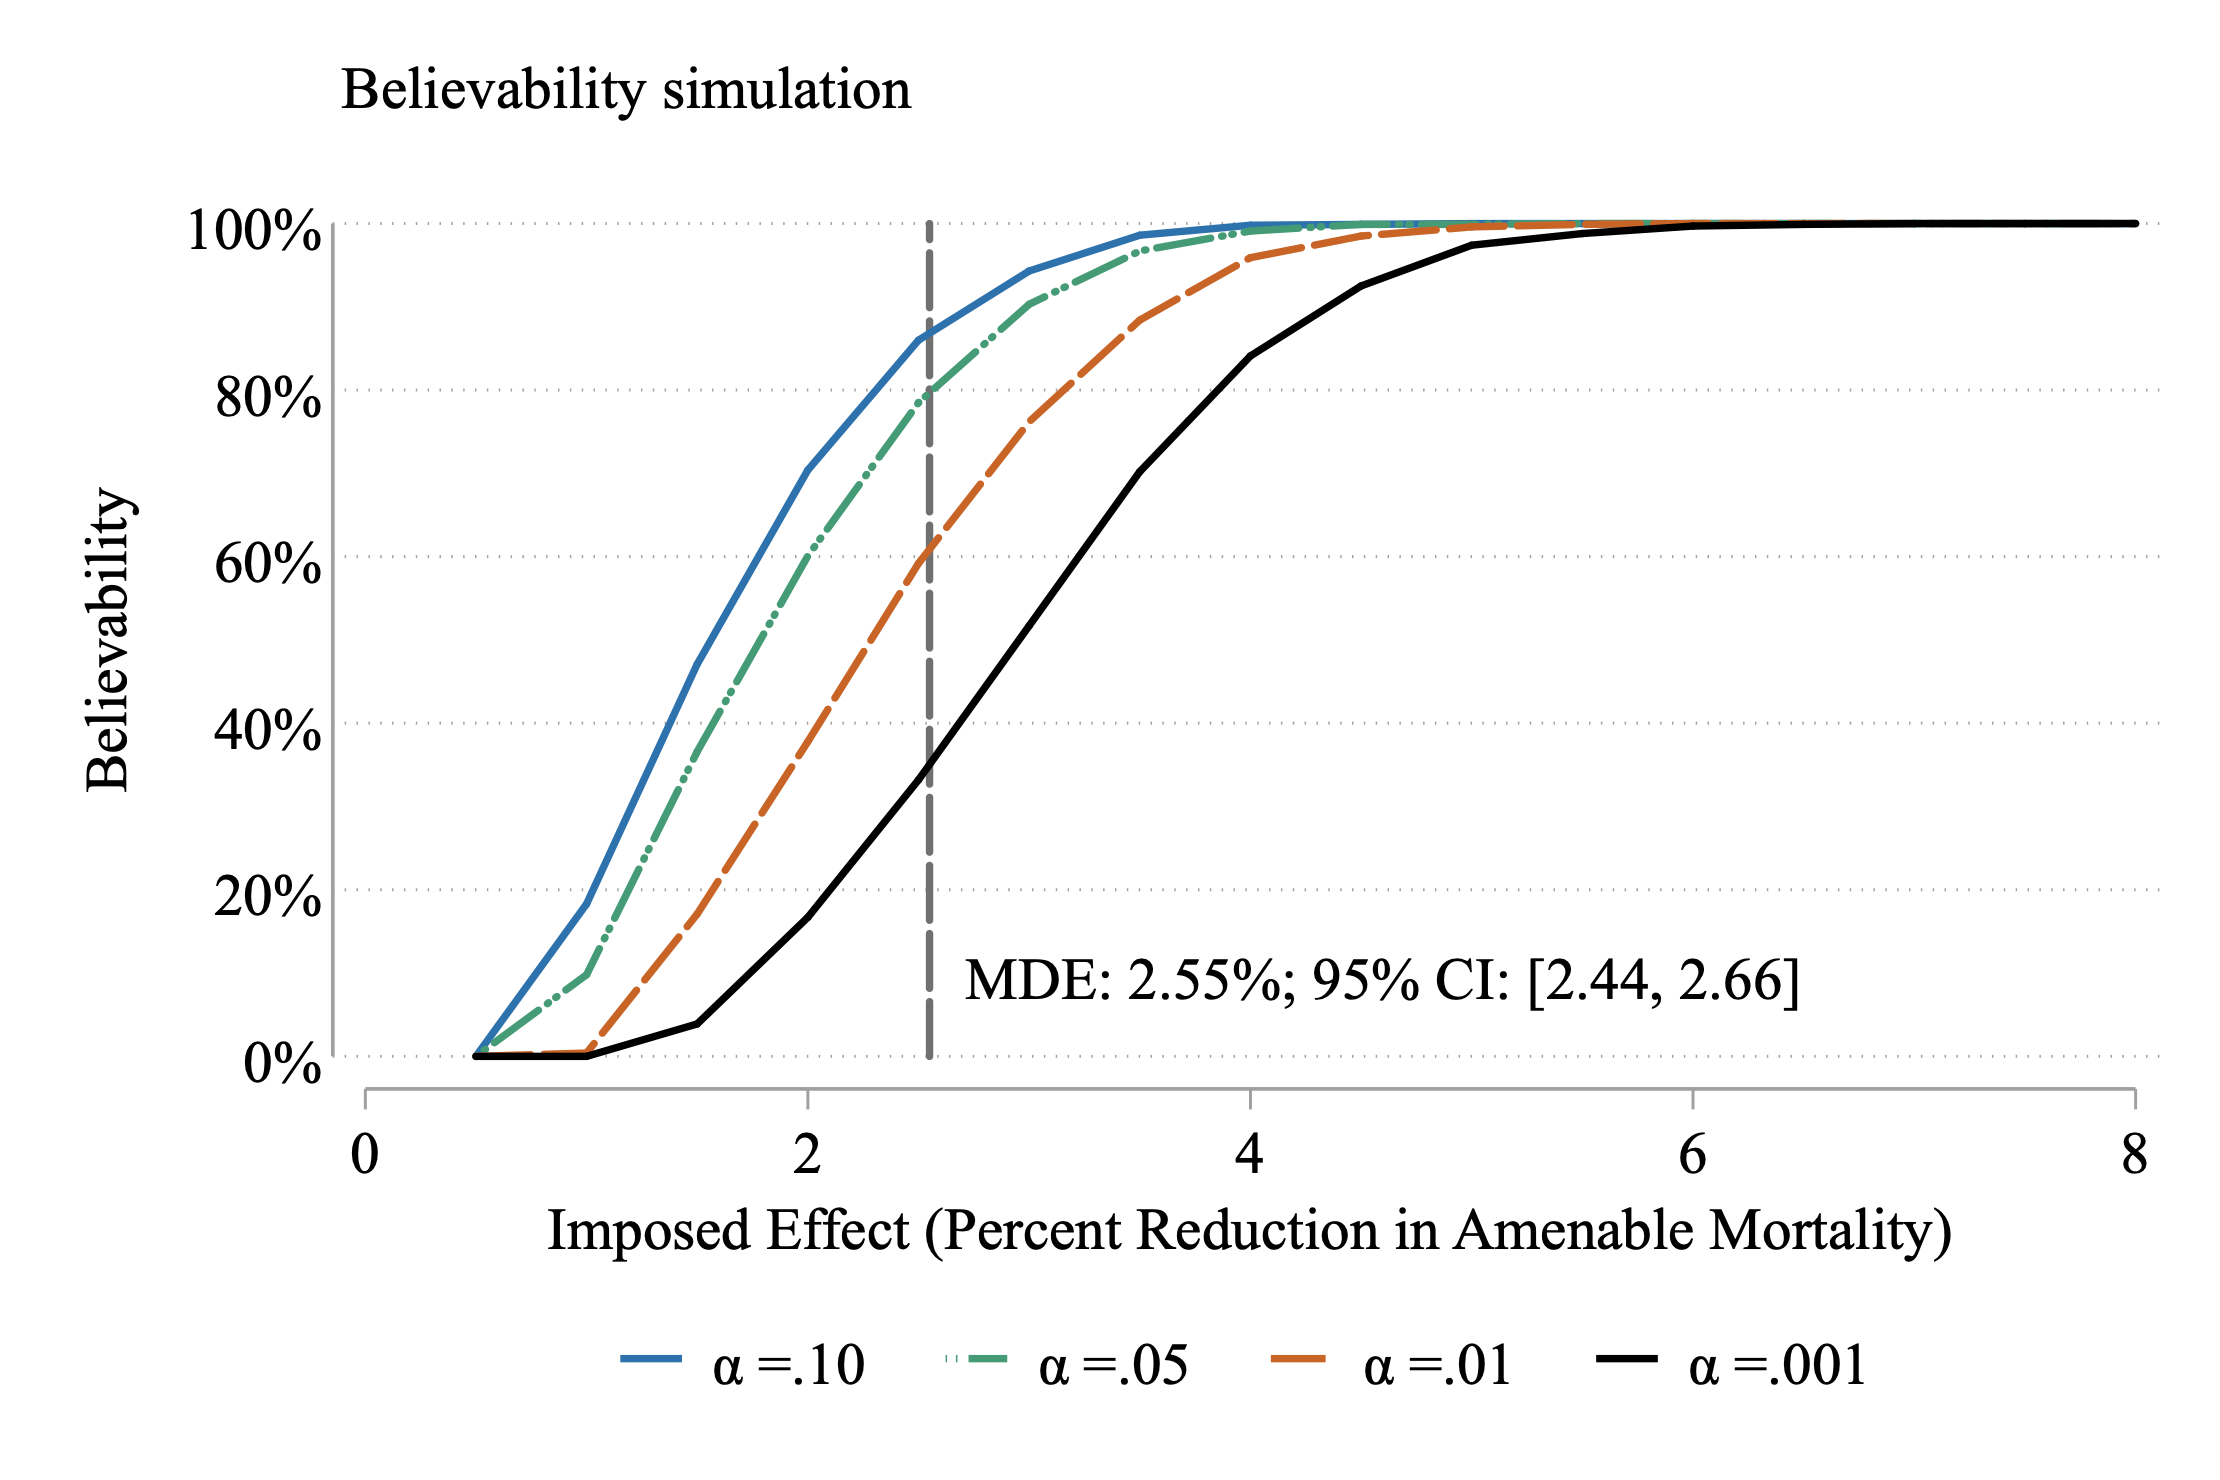 Believability simulation
100%
80%
60%
40%
20%
0%
Believability
MDE: 2.55%; 95% CI: [2.44, 2.66]
0 2 4 6 8
Imposed Effect (Percent Reduction in Amenable Mortality)
α =.10 α =.05 α =.01 α =.001